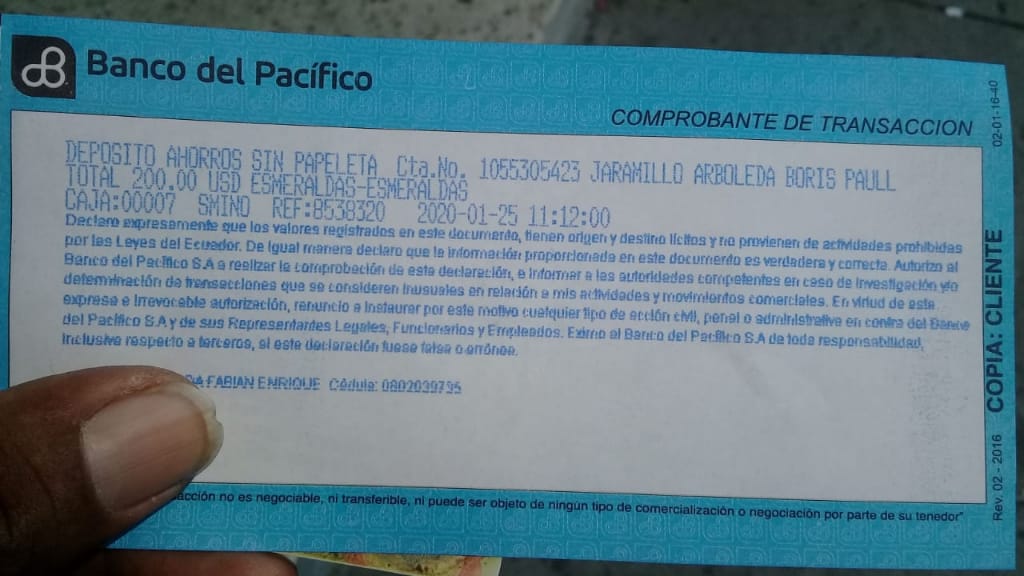 Banco del Pacífico
COMPROBANTE DE TRANSACCION
02-01-16-40
DEPOSITO AHORROS SIN PAPELETA Cta.No. 1055305423 JARAMILLO ARBOLEDA BORIS PAULL
TOTAL 200.00 USD ESMERALDAS-ESMERALDAS
CAJA:00007 SMINO REF:8538320 2020-01-25 11:12:00
Declaro expresamente que los valores registrados en este documento, tienen origen y destino lícitos y no provienen de actividades prohibidas
por las Leyes del Ecuador. De igual manera declaro que la información proporcionada en este documento es verdadera y correcta. Autorizo al
Banco del Pacífico S.A a realizar la comprobación de esta declaración, e informar a las autoridades competentes en caso de investigación y/o
determinación de transacciones que se consideren inusuales en relación a mis actividades y movimientos comerciales. En virtud de esta
expresa e irrevocable autorización, renuncio a instaurar por este motivo cualquier tipo de acción civil, penal o administrativa en contra del Banco
del Pacífico S.A y de sus Representantes Legales, Funcionarios y Empleados. Eximo al Banco del Pacífico S.A de toda responsabilidad,
inclusive respecto a terceros, si esta declaración fuese falsa o errónea.
FABIAN ENRIQUE Cédula: 0802039735
acción no es negociable, ni transferible, ni puede ser objeto de ningún tipo de comercialización o negociación por parte de su tenedor"
COPIA: CLIENTE
Rev. 02 - 2016